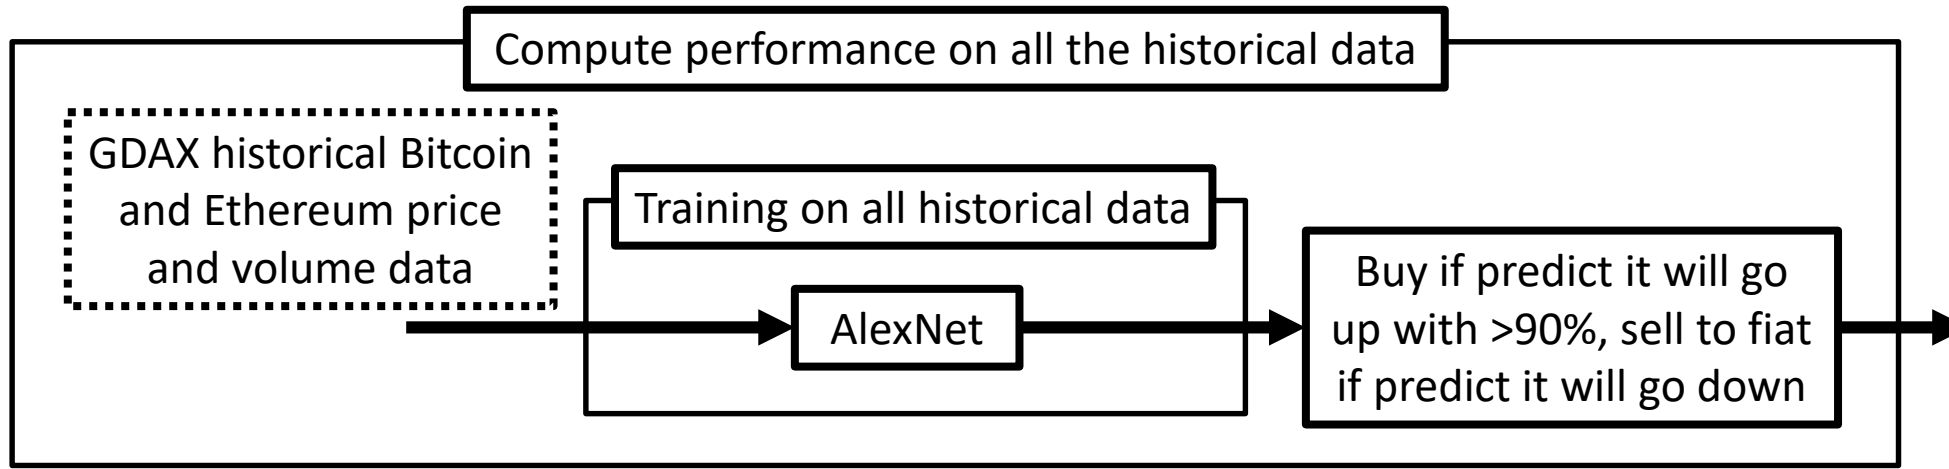 Compute performance on all the historical data
GDAX historical Bitcoin
and Ethereum price
and volume data
Training on all historical data
AlexNet
Buy if predict it will go
up with >90%, sell to fiat
if predict it will go down